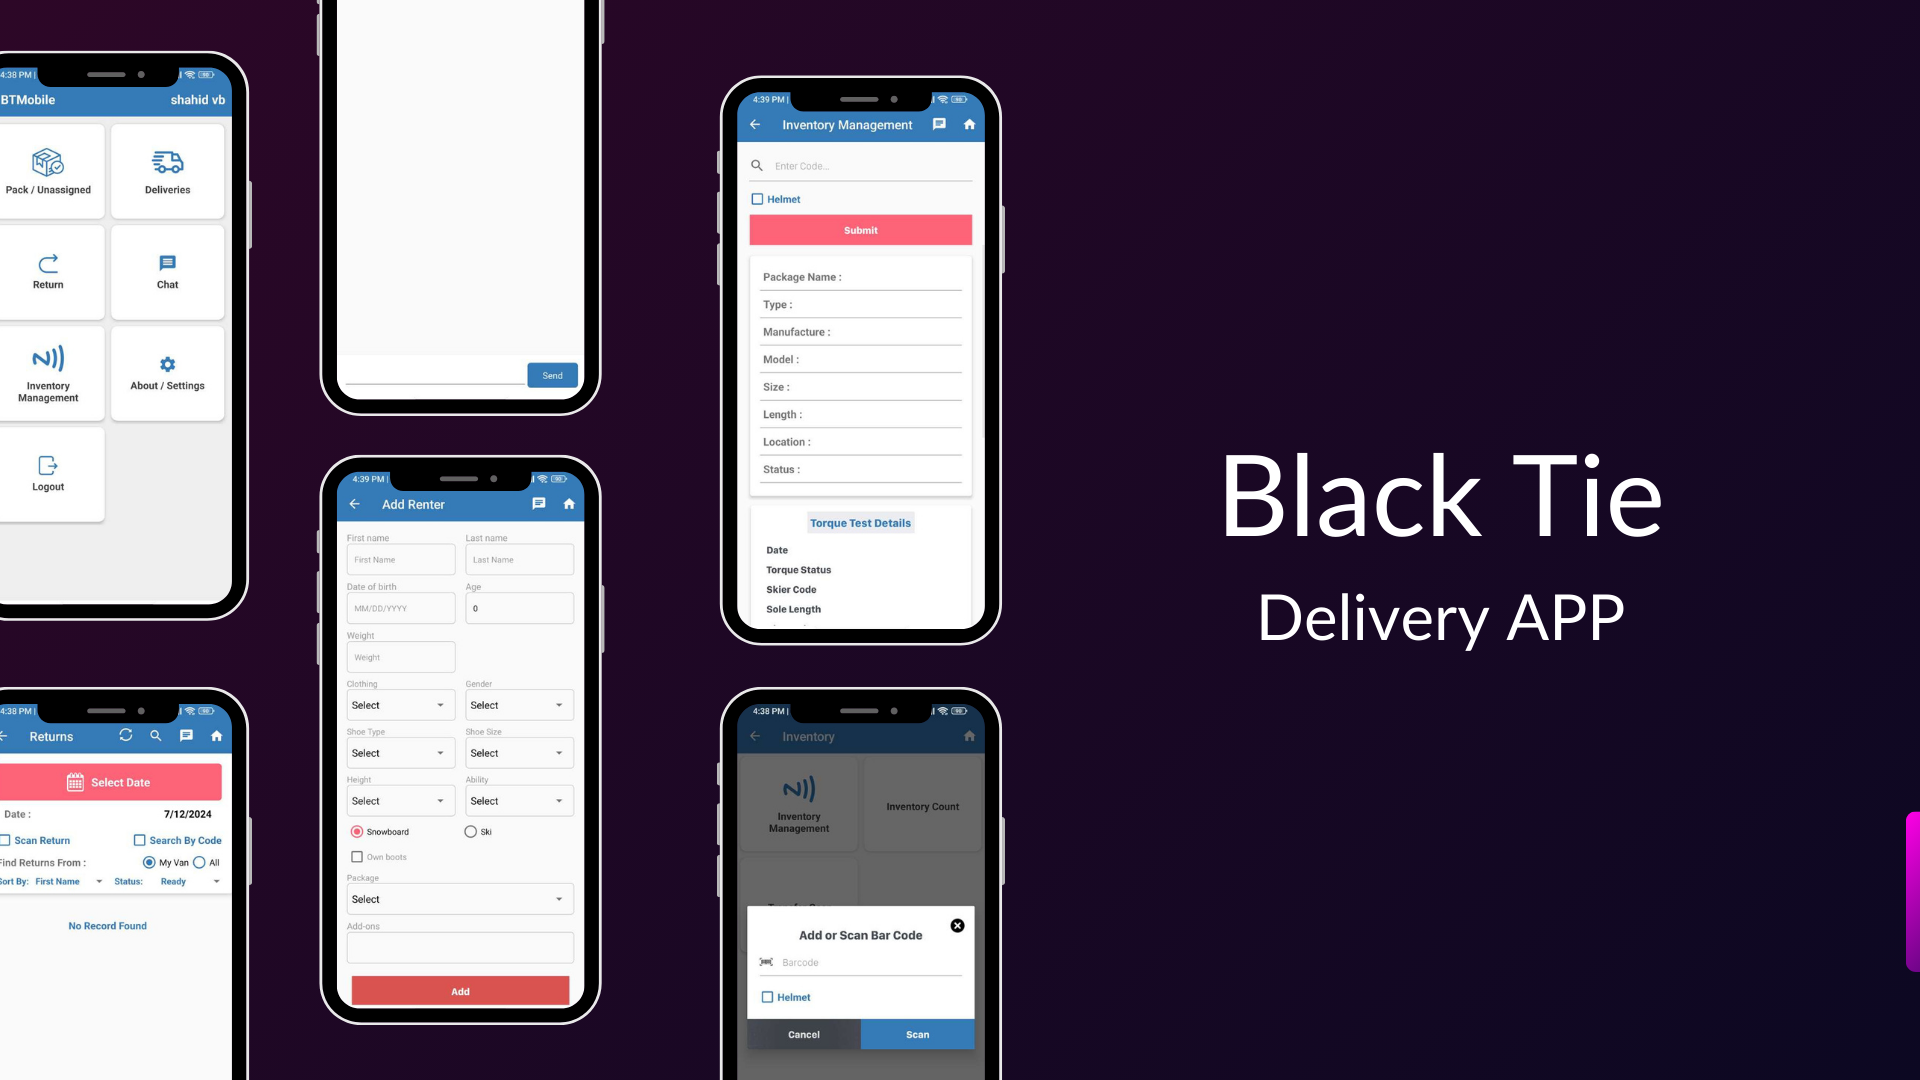 4:38 PM |
BTMobile
shahid vb
Pack / Unassigned
Deliveries
Return
Chat
Inventory
Management
About / Settings
Logout
4:38 PM |
Returns
Select Date
Date :
7/12/2024
Scan Return
Search By Code
Find Returns From :
My Van
All
Sort By: First Name
Status: Ready
No Record Found
Send
4:39 PM |
Add Renter
First name
Last name
First Name
Last Name
Date of birth
Age
MM/DD/YYYY
0
Weight
Weight
Clothing
Gender
Select
Select
Shoe Type
Shoe Size
Select
Select
Height
Ability
Select
Select
Snowboard
Ski
Own boots
Package
Select
Add-ons
Add
4:39 PM |
Inventory Management
Enter Code...
Helmet
Submit
Package Name :
Type :
Manufacture :
Model :
Size :
Length :
Location :
Status :
Torque Test Details
Date
Torque Status
Skier Code
Sole Length
4:38 PM |
Inventory
Inventory
Management
Inventory Count
Add or Scan Bar Code
Barcode
Helmet
Cancel
Scan
Black Tie
Delivery APP